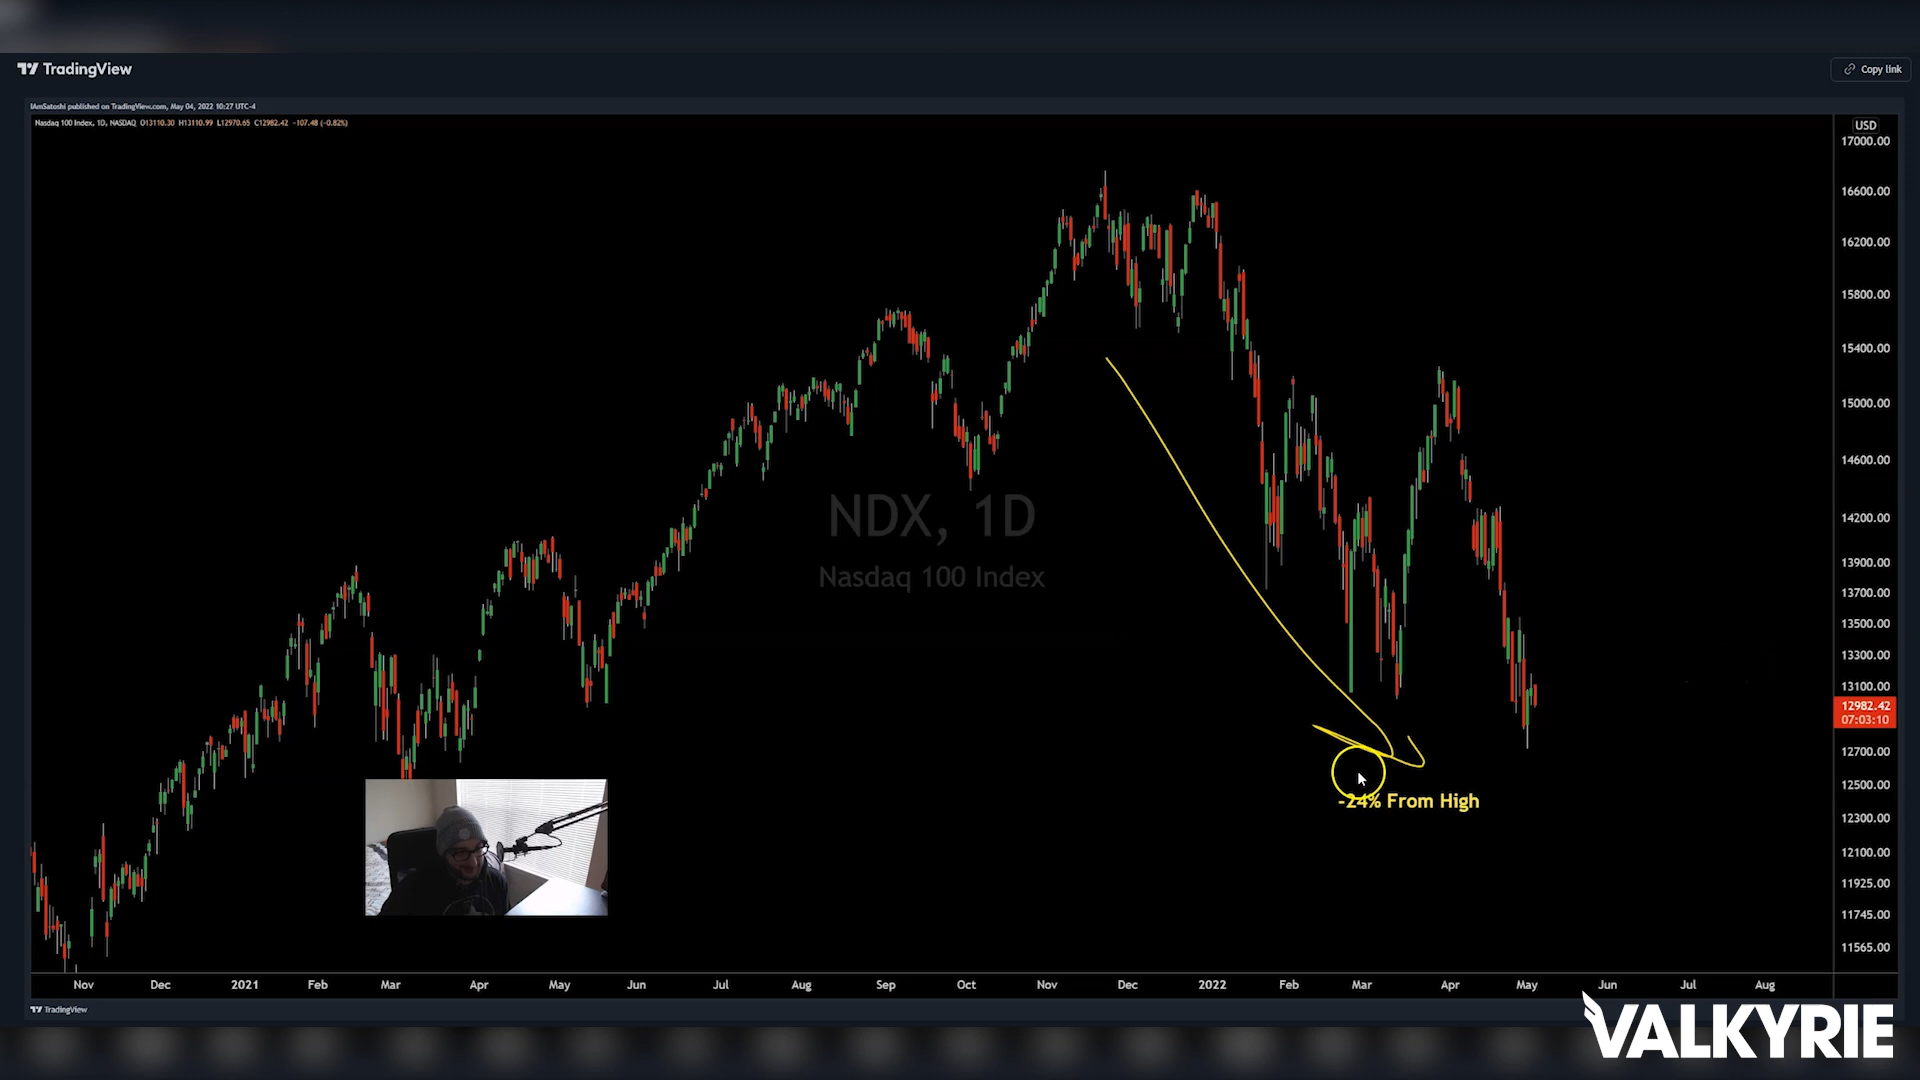 TradingView
Copy link
IAmSatoshi published on TradingView.com, May 04, 2022 10:27 UTC-4
Nasdaq 100 Index, 1D, NASDAQ O13110.30 H13110.99 L12970.65 C12982.42 -107.48 (-0.82%)
USD
17000.00
16600.00
16200.00
15800.00
15400.00
15000.00
14600.00
14200.00
13900.00
13700.00
13500.00
13300.00
13100.00
12982.42
07:03:10
12700.00
12500.00
12300.00
12100.00
11925.00
11745.00
11565.00
NDX, 1D
Nasdaq 100 Index
-24% From High
Nov Dec 2021 Feb Mar Apr May Jun Jul Aug Sep Oct Nov Dec 2022 Feb Mar Apr May Jun Jul Aug
TradingView
VALKYRIE